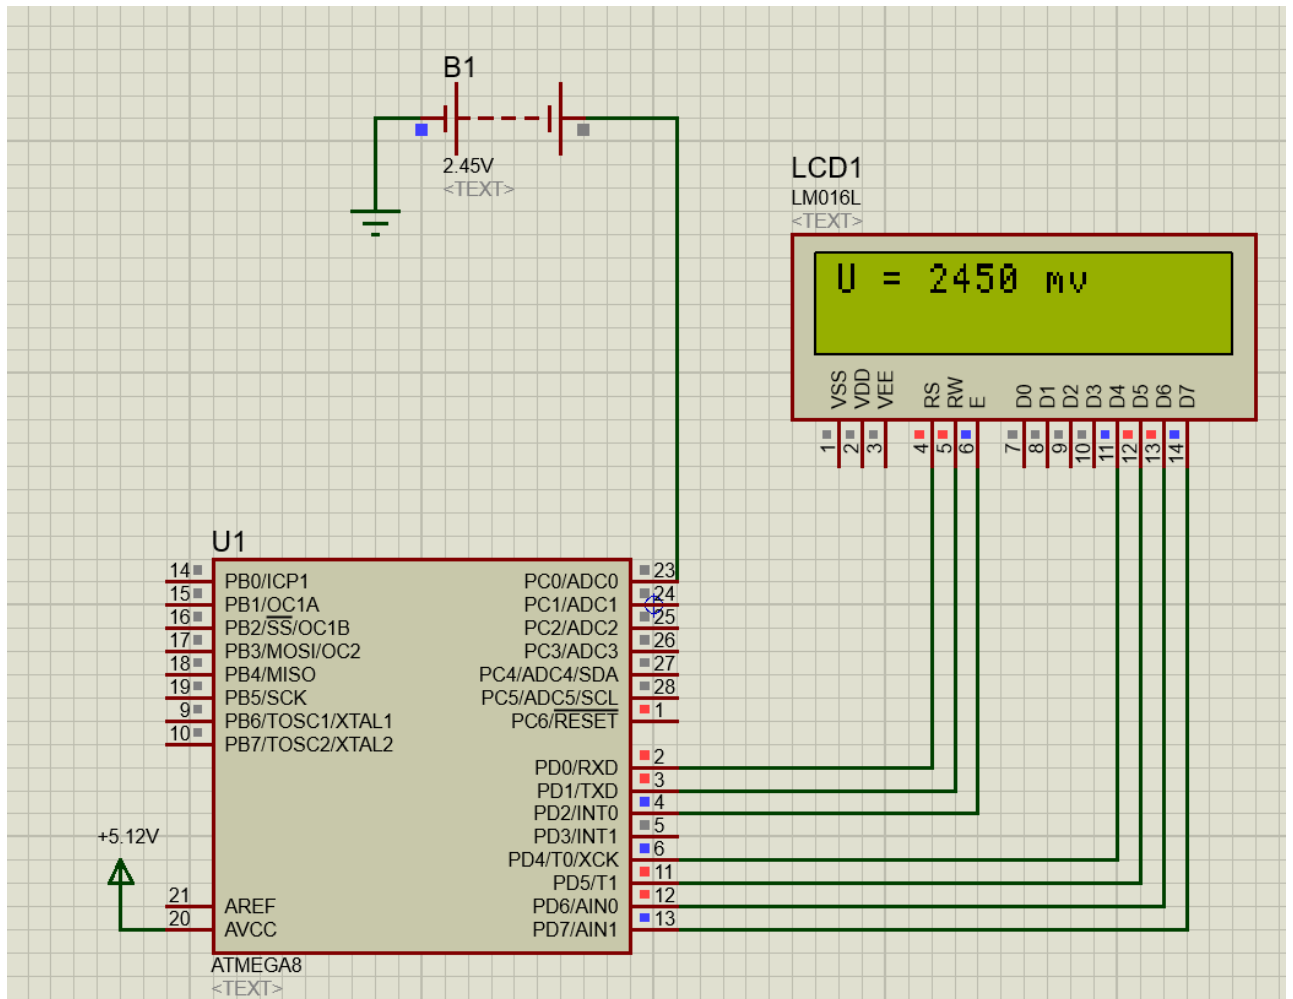 B1
2.45V
<TEXT>
LCD1
LM016L
<TEXT>
U = 2450 mv
VSS VDD VEE RS RW E D0 D1 D2 D3 D4 D5 D6 D7
1 2 3 4 5 6 7 8 9 10 11 12 13 14
U1
14 PB0/ICP1 PC0/ADC0 23
15 PB1/OC1A PC1/ADC1 24
16 PB2/SS/OC1B PC2/ADC2 25
17 PB3/MOSI/OC2 PC3/ADC3 26
18 PB4/MISO PC4/ADC4/SDA 27
19 PB5/SCK PC5/ADC5/SCL 28
9 PB6/TOSC1/XTAL1 PC6/RESET 1
10 PB7/TOSC2/XTAL2
PD0/RXD 2
PD1/TXD 3
PD2/INT0 4
PD3/INT1 5
+5.12V
PD4/T0/XCK 6
PD5/T1 11
21 AREF PD6/AIN0 12
20 AVCC PD7/AIN1 13
ATMEGA8
<TEXT>